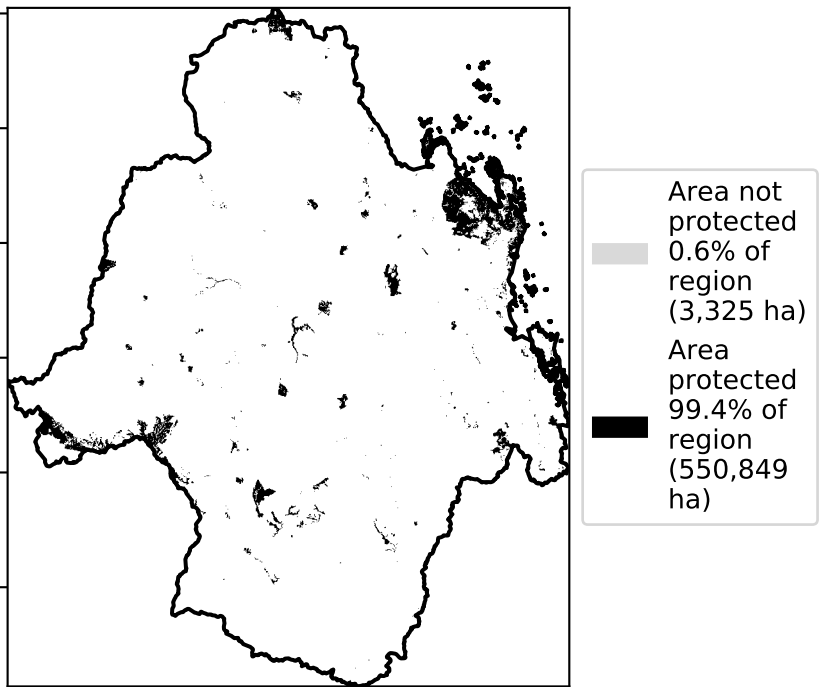 Area not
protected
0.6% of
region
(3,325 ha)
Area
protected
99.4% of
region
(550,849
ha)